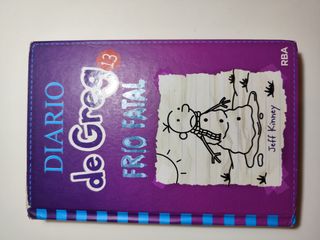 DIARIO
de Greg
13
FRÍO FATAL
RBA
Jeff Kinney